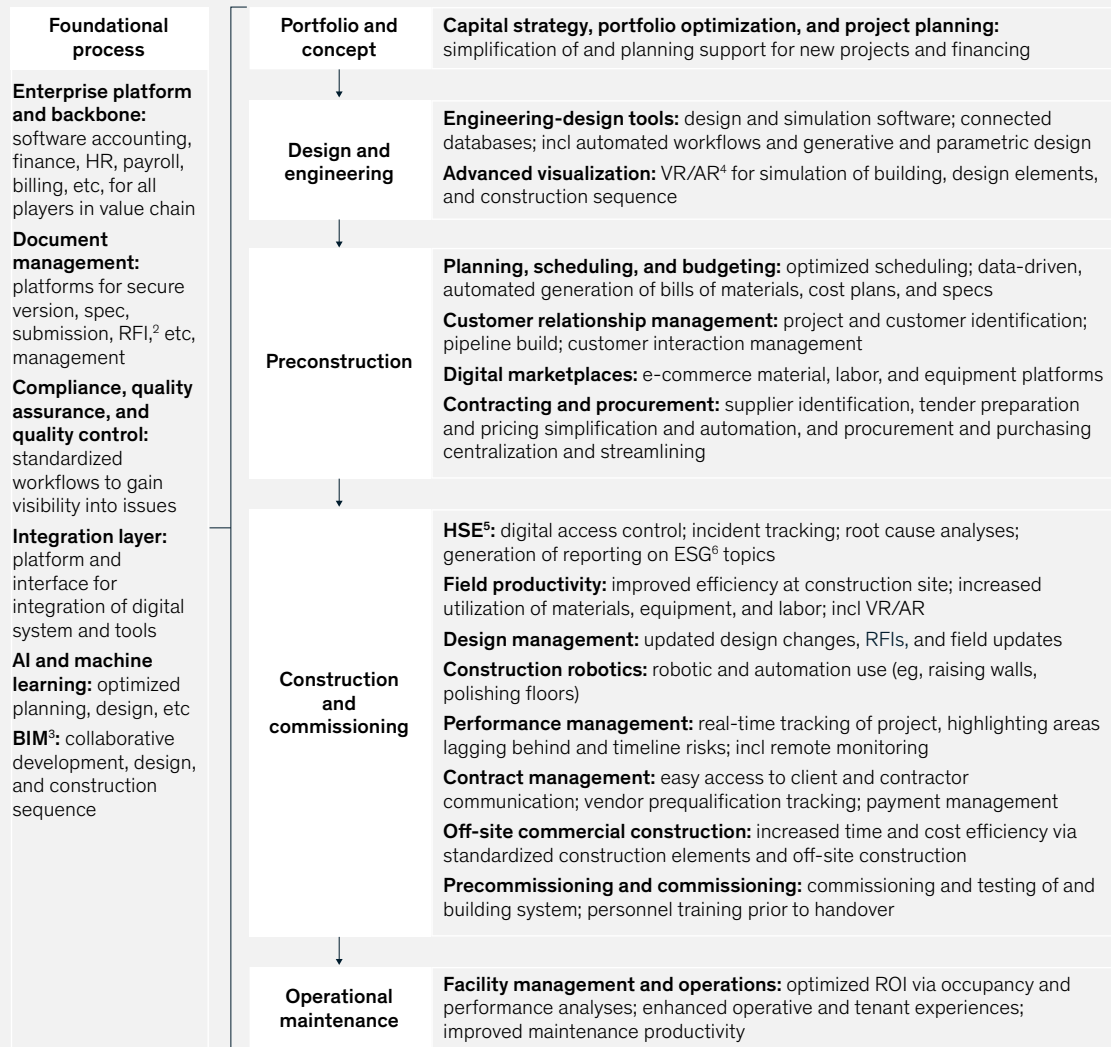 Foundational
process
Enterprise platform
and backbone:
software accounting,
finance, HR, payroll,
billing, etc, for all
players in value chain
Document
management:
platforms for secure
version, spec,
submission, RFI,² etc,
management
Compliance, quality
assurance, and
quality control:
standardized
workflows to gain
visibility into issues
Integration layer:
platform and
interface for
integration of digital
system and tools
AI and machine
learning: optimized
planning, design, etc
BIM³: collaborative
development, design,
and construction
sequence
Portfolio and
concept
Capital strategy, portfolio optimization, and project planning:
simplification of and planning support for new projects and financing
Design and
engineering
Engineering-design tools: design and simulation software; connected
databases; incl automated workflows and generative and parametric design
Advanced visualization: VR/AR⁴ for simulation of building, design elements,
and construction sequence
Preconstruction
Planning, scheduling, and budgeting: optimized scheduling; data-driven,
automated generation of bills of materials, cost plans, and specs
Customer relationship management: project and customer identification;
pipeline build; customer interaction management
Digital marketplaces: e-commerce material, labor, and equipment platforms
Contracting and procurement: supplier identification, tender preparation
and pricing simplification and automation, and procurement and purchasing
centralization and streamlining
Construction
and
commissioning
HSE⁵: digital access control; incident tracking; root cause analyses;
generation of reporting on ESG⁶ topics
Field productivity: improved efficiency at construction site; increased
utilization of materials, equipment, and labor; incl VR/AR
Design management: updated design changes, RFIs, and field updates
Construction robotics: robotic and automation use (eg, raising walls,
polishing floors)
Performance management: real-time tracking of project, highlighting areas
lagging behind and timeline risks; incl remote monitoring
Contract management: easy access to client and contractor
communication; vendor prequalification tracking; payment management
Off-site commercial construction: increased time and cost efficiency via
standardized construction elements and off-site construction
Precommissioning and commissioning: commissioning and testing of and
building system; personnel training prior to handover
Operational
maintenance
Facility management and operations: optimized ROI via occupancy and
performance analyses; enhanced operative and tenant experiences;
improved maintenance productivity